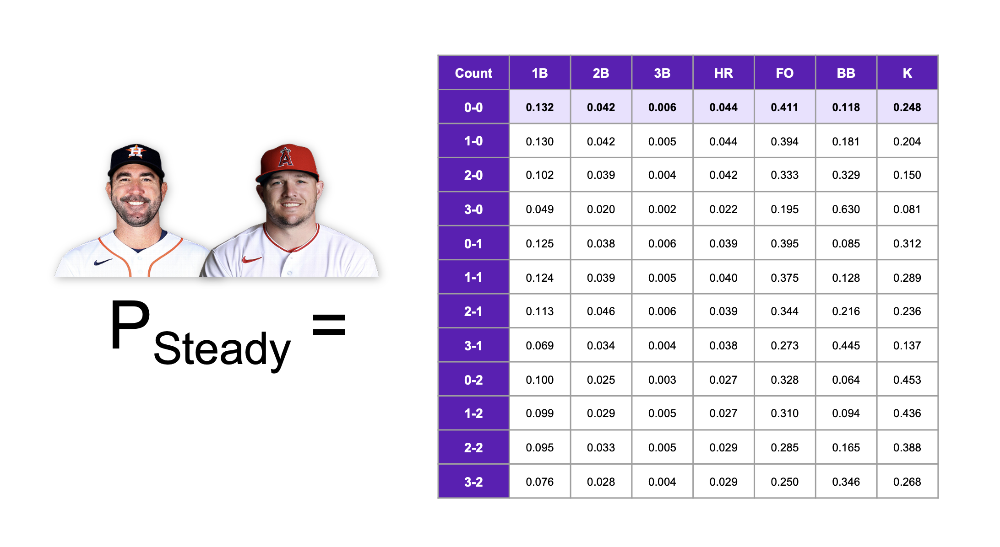 H
A
P Steady =
Count 1B 2B 3B HR FO BB K
0-0 0.132 0.042 0.006 0.044 0.411 0.118 0.248
1-0 0.130 0.042 0.005 0.044 0.394 0.181 0.204
2-0 0.102 0.039 0.004 0.042 0.333 0.329 0.150
3-0 0.049 0.020 0.002 0.022 0.195 0.630 0.081
0-1 0.125 0.038 0.006 0.039 0.395 0.085 0.312
1-1 0.124 0.039 0.005 0.040 0.375 0.128 0.289
2-1 0.113 0.046 0.006 0.039 0.344 0.216 0.236
3-1 0.069 0.034 0.004 0.038 0.273 0.445 0.137
0-2 0.100 0.025 0.003 0.027 0.328 0.064 0.453
1-2 0.099 0.029 0.005 0.027 0.310 0.094 0.436
2-2 0.095 0.033 0.005 0.029 0.285 0.165 0.388
3-2 0.076 0.028 0.004 0.029 0.250 0.346 0.268